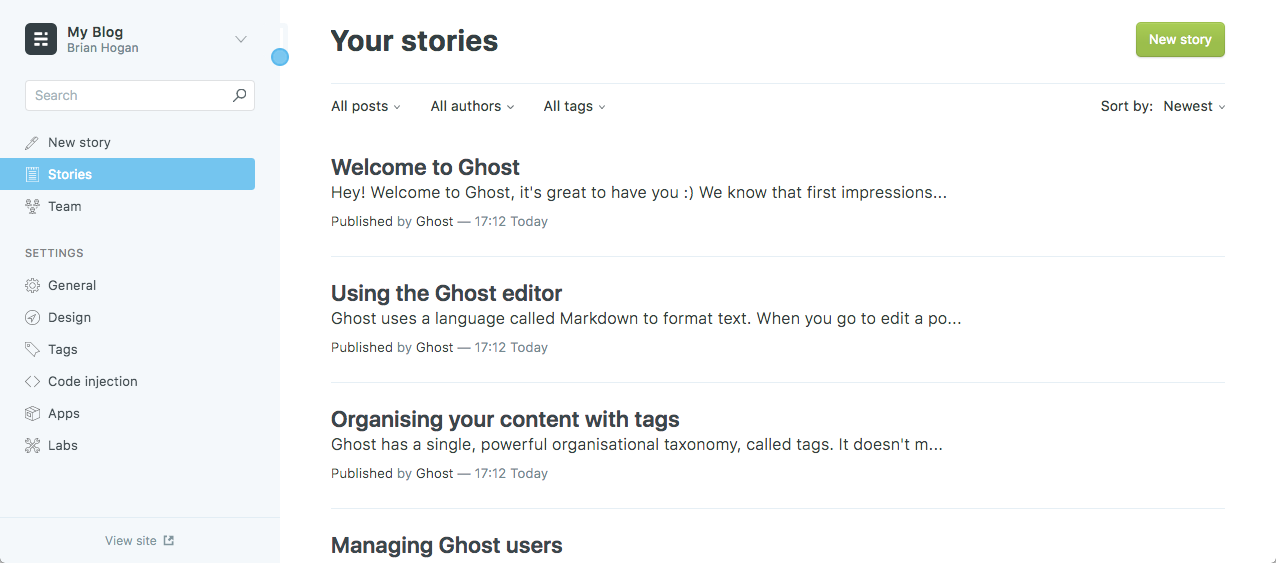 My Blog
Brian Hogan
Search
New story
Stories
Team
SETTINGS
General
Design
Tags
Code injection
Apps
Labs
View site
Your stories
New story
All posts All authors All tags Sort by: Newest
Welcome to Ghost
Hey! Welcome to Ghost, it's great to have you :) We know that first impressions...
Published by Ghost — 17:12 Today
Using the Ghost editor
Ghost uses a language called Markdown to format text. When you go to edit a po...
Published by Ghost — 17:12 Today
Organising your content with tags
Ghost has a single, powerful organisational taxonomy, called tags. It doesn't m...
Published by Ghost — 17:12 Today
Managing Ghost users